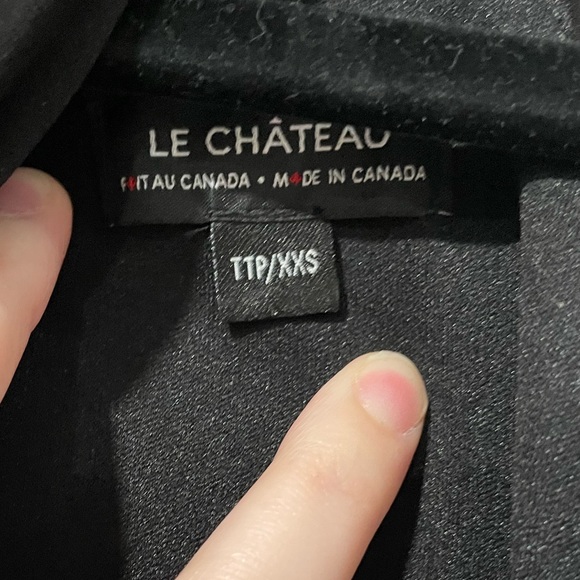 LE CHÂTEAU
FAIT AU CANADA • MADE IN CANADA
TTP/XXS